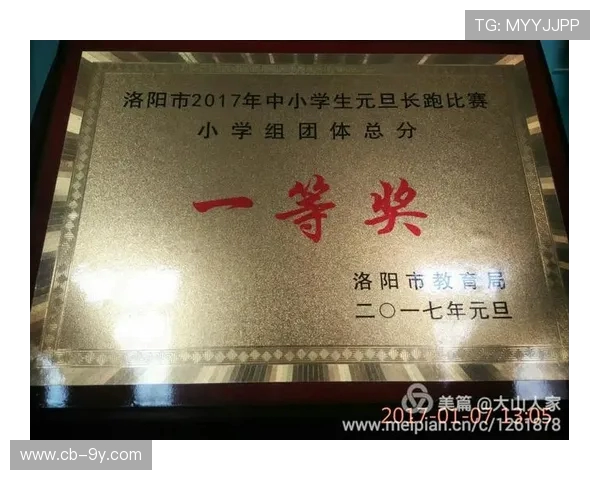 TG: MYYJJPP
洛阳市2017年中小学生元旦长跑比赛
小学组团体总分
一等奖
洛阳市教育局
二〇一七年元旦
美篇@大山人家
2017-01-07 13:05
www.meipian.cn/c/1261878
www.cb-9y.com